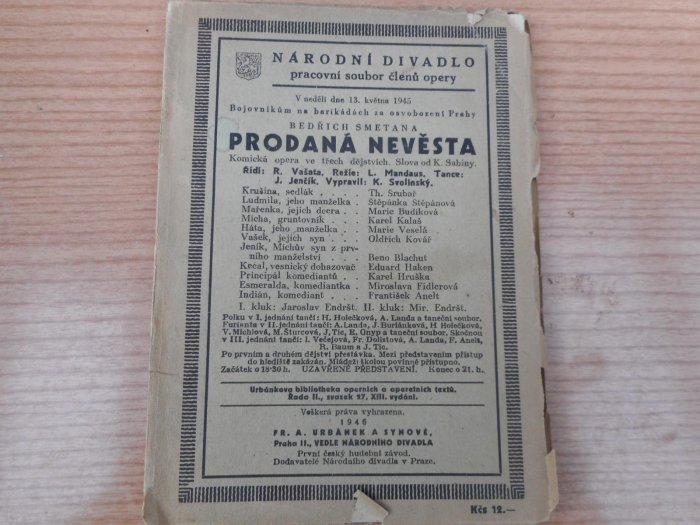 NÁRODNÍ DIVADLO
pracovní soubor členů opery
V neděli dne 13. května 1945
Bojovníkům na barikádách za osvobození Prahy
BEDŘICH SMETANA
PRODANÁ NEVĚSTA
Komická opera ve třech dějstvích. Slova od K. Sabiny.
Řídí: R. Vašata, Režie: L. Mandaus, Tance:
J. Jenčík, Vypravil: K. Svolinský.
Krušina, sedlák . . . . Th. Šrubař
Ludmila, jeho manželka . Štěpánka Štěpánová
Mařenka, jejich dcera . . Marie Budíková
Mícha, gruntovník . . . Karel Kalaš
Háta, jeho manželka . . Marie Veselá
Vašek, jejich syn . . . Oldřich Kovář
Jeník, Míchův syn z prv-
ního manželství . . . Beno Blachut
Kecal, vesnický dohazovač Eduard Haken
Principál komediantů . . Karel Hruška
Esmeralda, komediantka . Miroslava Fidlerová
Indián, komediant . . . František Anelt
I. kluk: Jaroslav Endršt. II. kluk: Mir. Endršt.
Polku v I. jednání tančí: H. Holečková, A. Landa a taneční soubor.
Furianta v II. jednání tančí: A. Landa, J. Burlánková, H Holečková,
V. Michlová, M. Šturcová, J, Tic, E. Onyp a taneční soubor. Skočnou
v III. jednání tančí: I. Večejová, Fr. Dolistová, A. Landa, F. Anelt,
R. Baum a J. Tic.
Po prvním a druhém dějství přestávka. Mezi představením přístup
do hlediště zakázán. Mládeži školou povinné přístupno.
Začátek o 18·30 h. UZAVŘENÉ PŘEDSTAVENÍ. Konec o 21. h.
Urbánkova bibliotheka operních a operetních textů.
Řada II., svazek 27, XIII. vydání.
Veškerá práva vyhrazena.
1946
FR. A. URBÁNEK A SYNOVÉ,
Praha II., VEDLE NÁRODNÍHO DIVADLA
První český hudební závod.
Dodavatelé Národního divadla v Praze.
Kčs 12.—